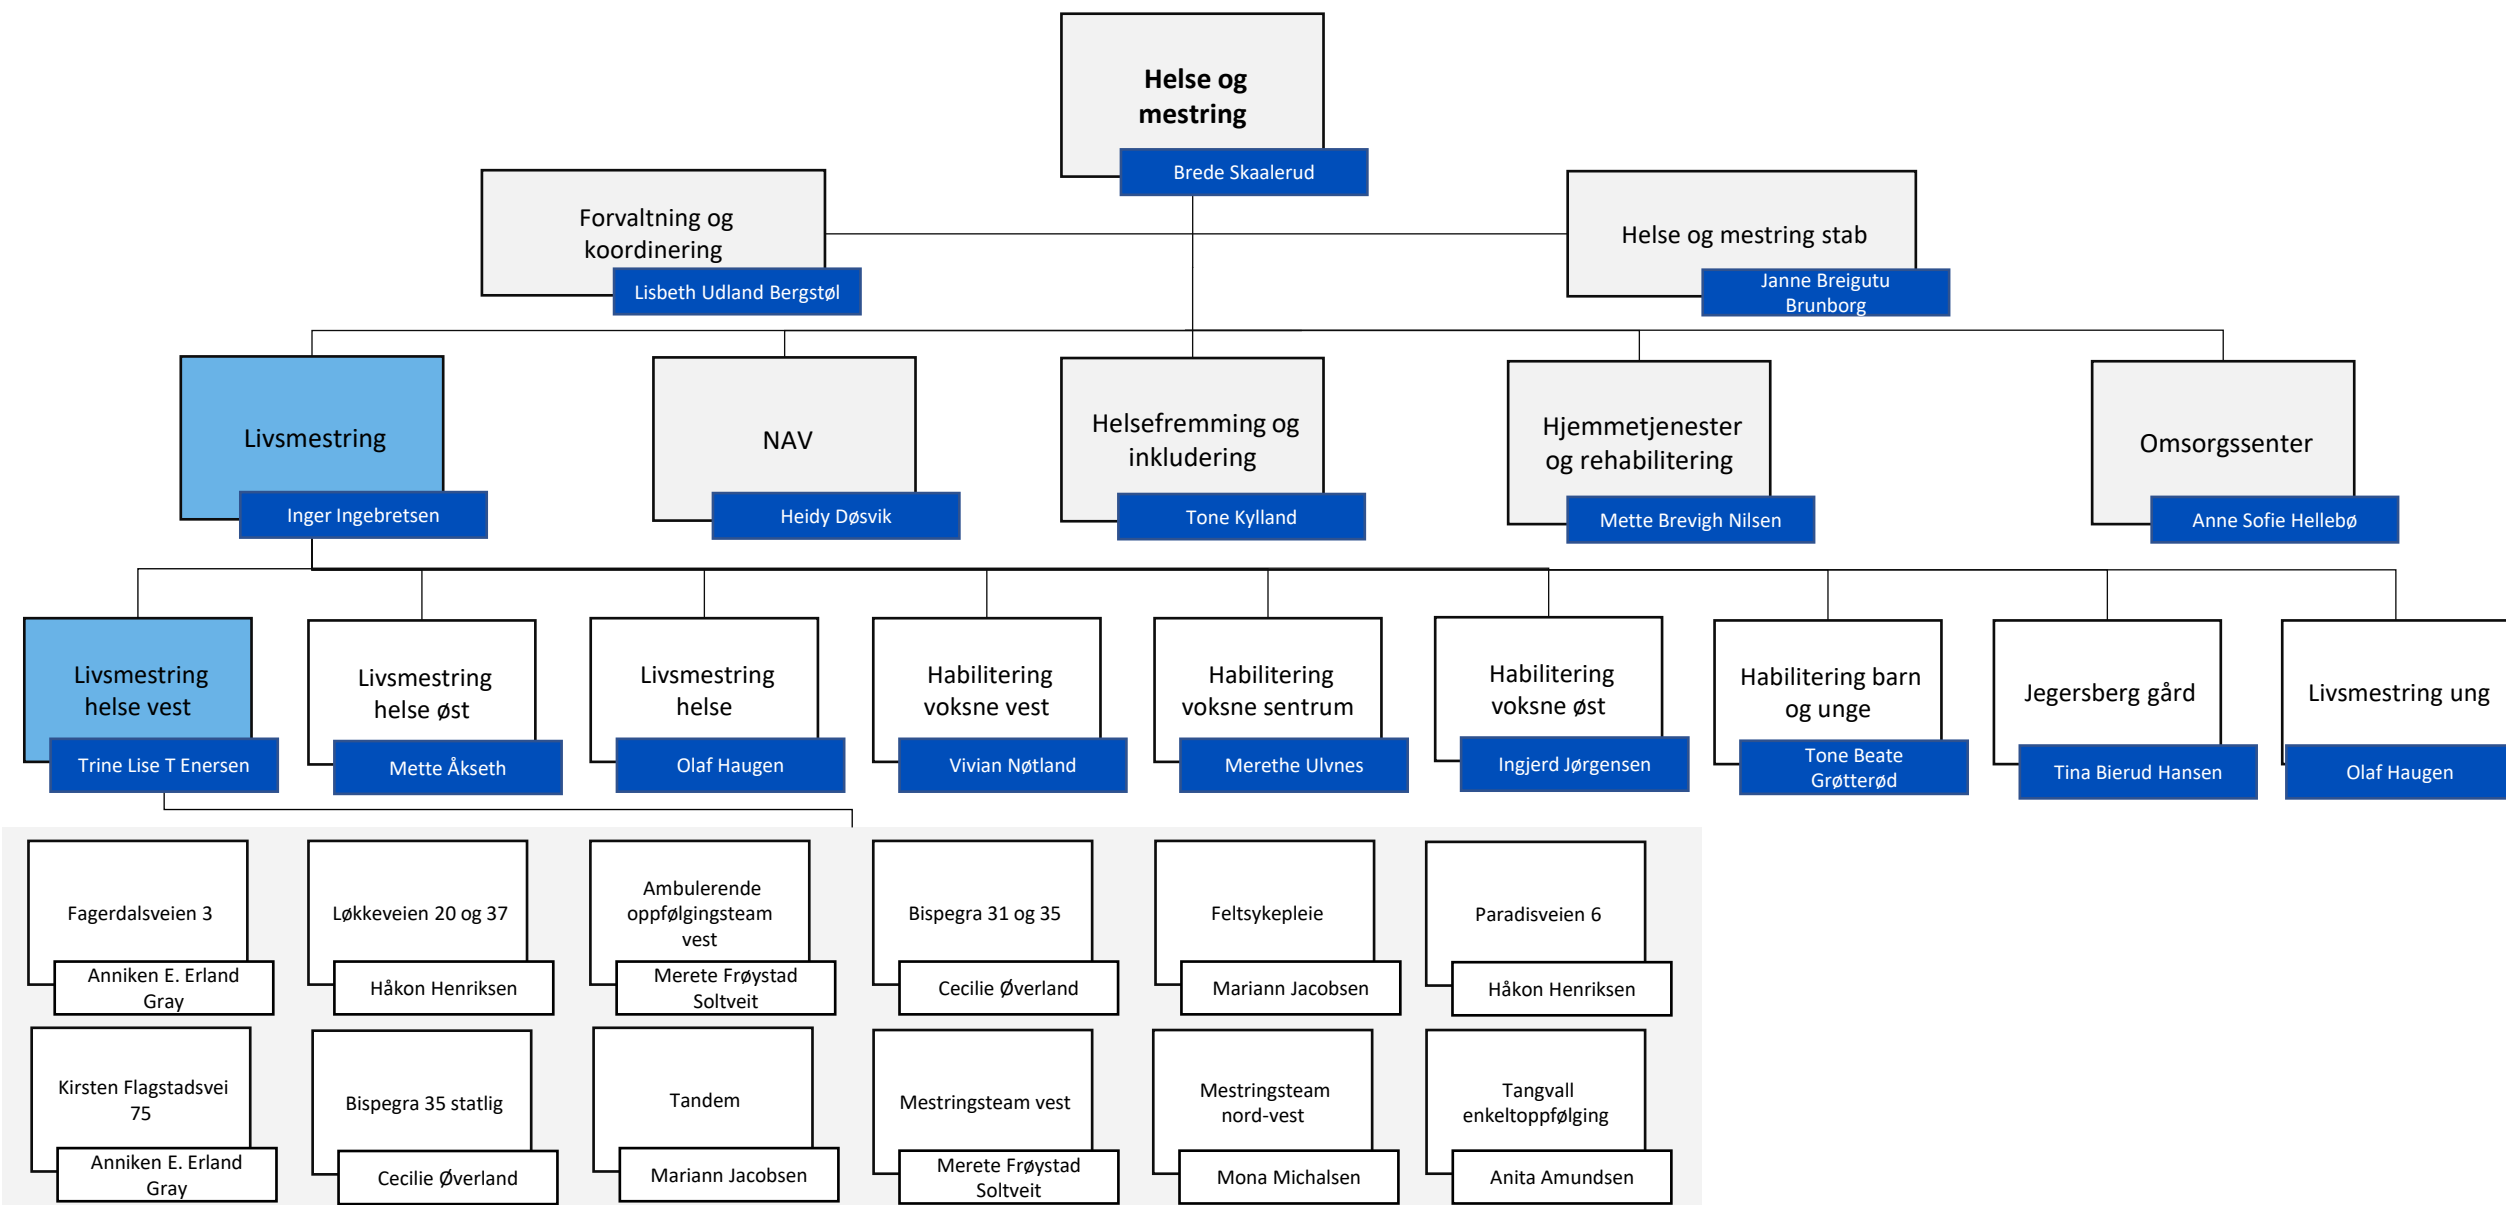 Helse og
mestring
Brede Skaalerud
Forvaltning og
koordinering
Lisbeth Udland Bergstøl
Helse og mestring stab
Janne Breigutu
Brunborg
Livsmestring
Inger Ingebretsen
NAV
Heidy Døsvik
Helsefremming og
inkludering
Tone Kylland
Hjemmetjenester
og rehabilitering
Mette Brevigh Nilsen
Omsorgssenter
Anne Sofie Hellebø
Livsmestring
helse vest
Trine Lise T Enersen
Livsmestring
helse øst
Mette Åkseth
Livsmestring
helse
Olaf Haugen
Habilitering
voksne vest
Vivian Nøtland
Habilitering
voksne sentrum
Merethe Ulvnes
Habilitering
voksne øst
Ingjerd Jørgensen
Habilitering barn
og unge
Tone Beate
Grøtterød
Jegersberg gård
Tina Bierud Hansen
Livsmestring ung
Olaf Haugen
Fagerdalsveien 3
Anniken E. Erland
Gray
Løkkeveien 20 og 37
Håkon Henriksen
Ambulerende
oppfølgingsteam
vest
Merete Frøystad
Soltveit
Bispegra 31 og 35
Cecilie Øverland
Feltsykepleie
Mariann Jacobsen
Paradisveien 6
Håkon Henriksen
Kirsten Flagstadsvei
75
Anniken E. Erland
Gray
Bispegra 35 statlig
Cecilie Øverland
Tandem
Mariann Jacobsen
Mestringsteam vest
Merete Frøystad
Soltveit
Mestringsteam
nord-vest
Mona Michalsen
Tangvall
enkeltoppfølging
Anita Amundsen